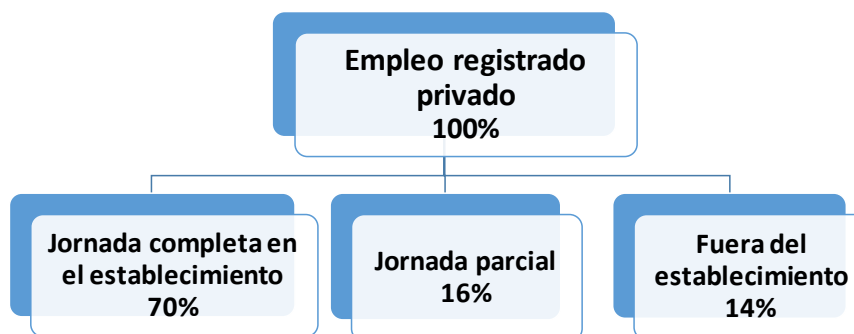 Empleo registrado
privado
100%
Jornada completa en
el establecimiento
70%
Jornada parcial
16%
Fuera del
establecimiento
14%